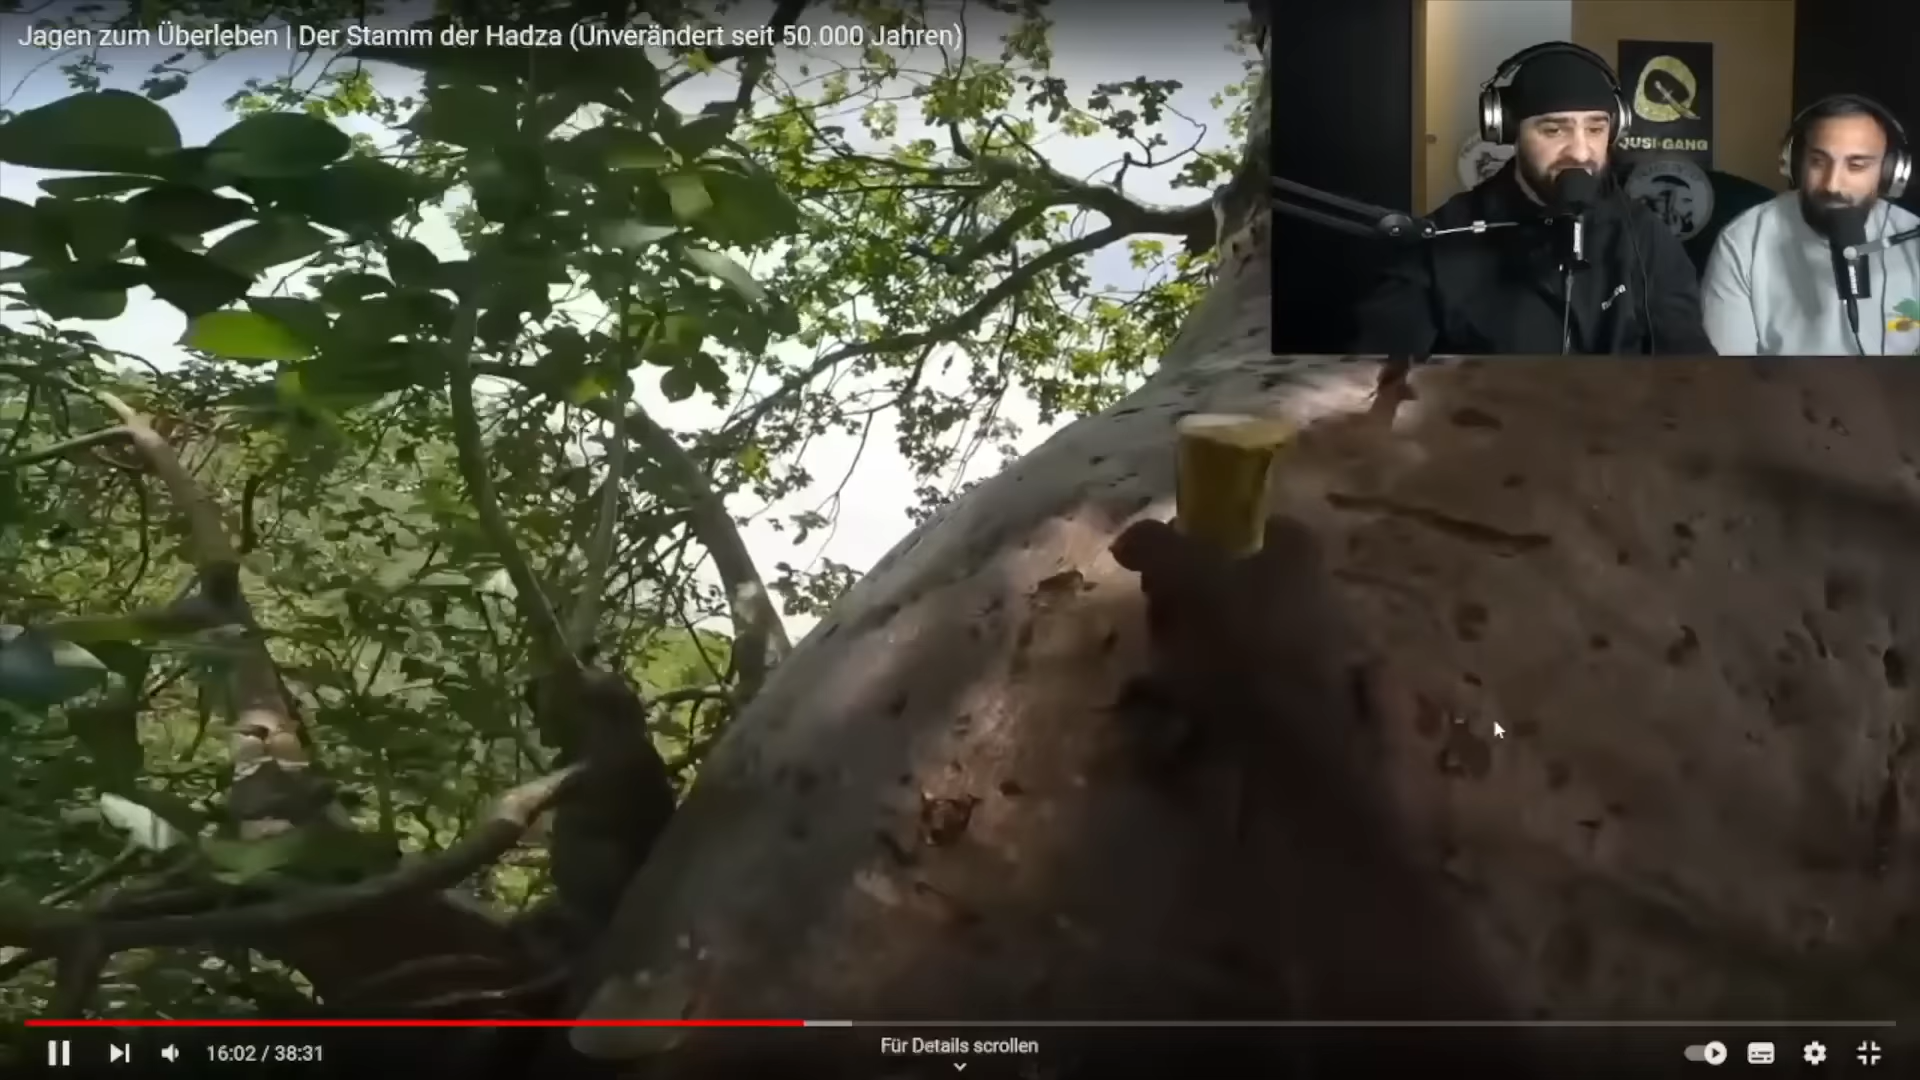 Jagen zum Überleben | Der Stamm der Hadza (Unverändert seit 50.000 Jahren)
QUSI-GANG
16:02 / 38:31
Für Details scrollen